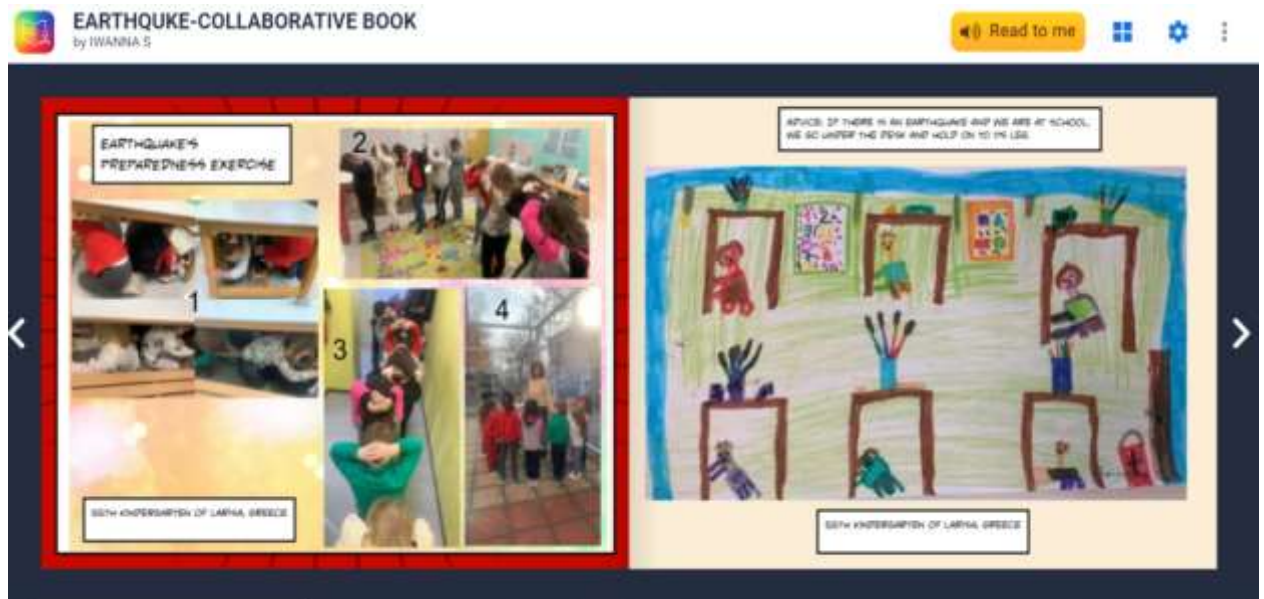 EARTHQUKE-COLLABORATIVE BOOK
by IWANNA S
Read to me
EARTHQUAKE'S
PREPAREDNESS EXERCISE
1
2
3
4
KINDERGARTEN OF LARISA, GREECE
ADVICE: IF THERE IS AN EARTHQUAKE AND WE ARE AT SCHOOL,
WE GO UNDER THE DESK AND HOLD ON TO ITS LEG.
KINDERGARTEN OF LARISA GREECE